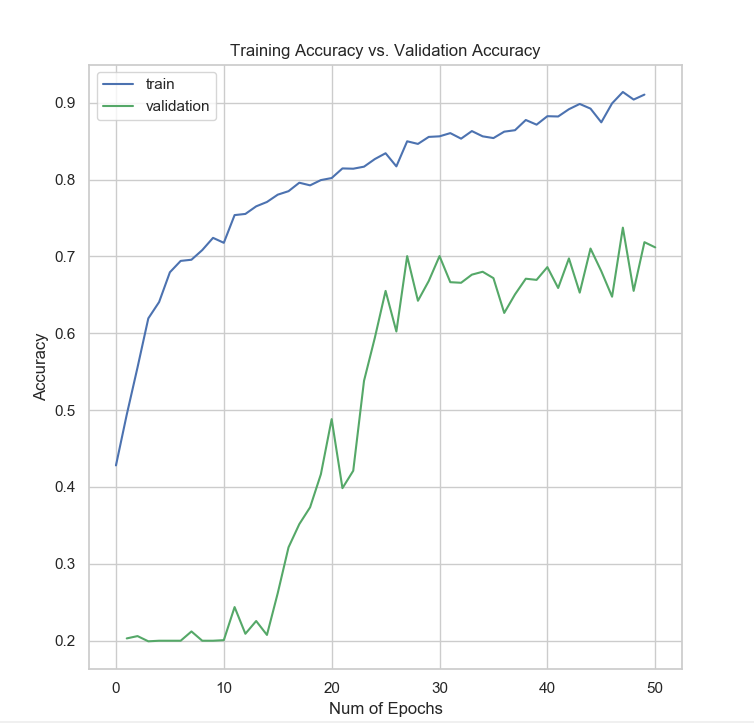 Training Accuracy vs. Validation Accuracy
train
validation
0.9
0.8
0.7
0.6
0.5
0.4
0.3
0.2
Accuracy
0 10 20 30 40 50
Num of Epochs